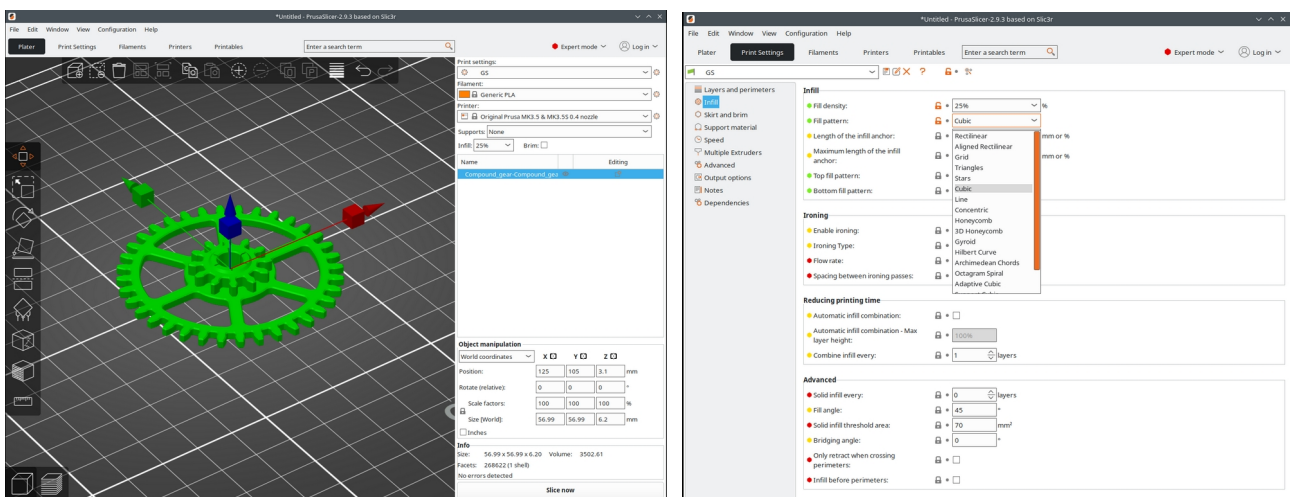 *Untitled - PrusaSlicer-2.9.3 based on Slic3r
File Edit Window View Configuration Help
Plater Print Settings Filaments Printers Printables Enter a search term Expert mode Log in
Print settings:
GS
Filament:
Generic PLA
Printer:
Original Prusa MK3.5 & MK3.5S 0.4 nozzle
Supports: None
Infill: 25% Brim:
Name Editing
Compound_gear-Compound_gea
Object manipulation
World coordinates X Y Z
Position: 125 105 3.1 mm
Rotate (relative): 0 0 0 °
Scale factors: 100 100 100 %
Size [World]: 56.99 56.99 6.2 mm
Inches
Info
Size: 56.99 x 56.99 x 6.20 Volume: 3502.61
Facets: 268622 (1 shell)
No errors detected
Slice now
*Untitled - PrusaSlicer-2.9.3 based on Slic3r
File Edit Window View Configuration Help
Plater Print Settings Filaments Printers Printables Enter a search term Expert mode Log in
GS
Layers and perimeters
Infill
Skirt and brim
Support material
Speed
Multiple Extruders
Advanced
Output options
Notes
Dependencies
Infill
Fill density: 25% %
Fill pattern: Cubic
Length of the infill anchor: mm or %
Maximum length of the infill
anchor: mm or %
Top fill pattern:
Bottom fill pattern:
Rectilinear
Aligned Rectilinear
Grid
Triangles
Stars
Cubic
Line
Concentric
Honeycomb
3D Honeycomb
Gyroid
Hilbert Curve
Archimedean Chords
Octagram Spiral
Adaptive Cubic
Ironing
Enable ironing:
Ironing Type:
Flow rate:
Spacing between ironing passes:
Reducing printing time
Automatic infill combination:
Automatic infill combination - Max
layer height: 100%
Combine infill every: 1 layers
Advanced
Solid infill every: 0 layers
Fill angle: 45 °
Solid infill threshold area: 70 mm²
Bridging angle: 0 °
Only retract when crossing
perimeters:
Infill before perimeters: